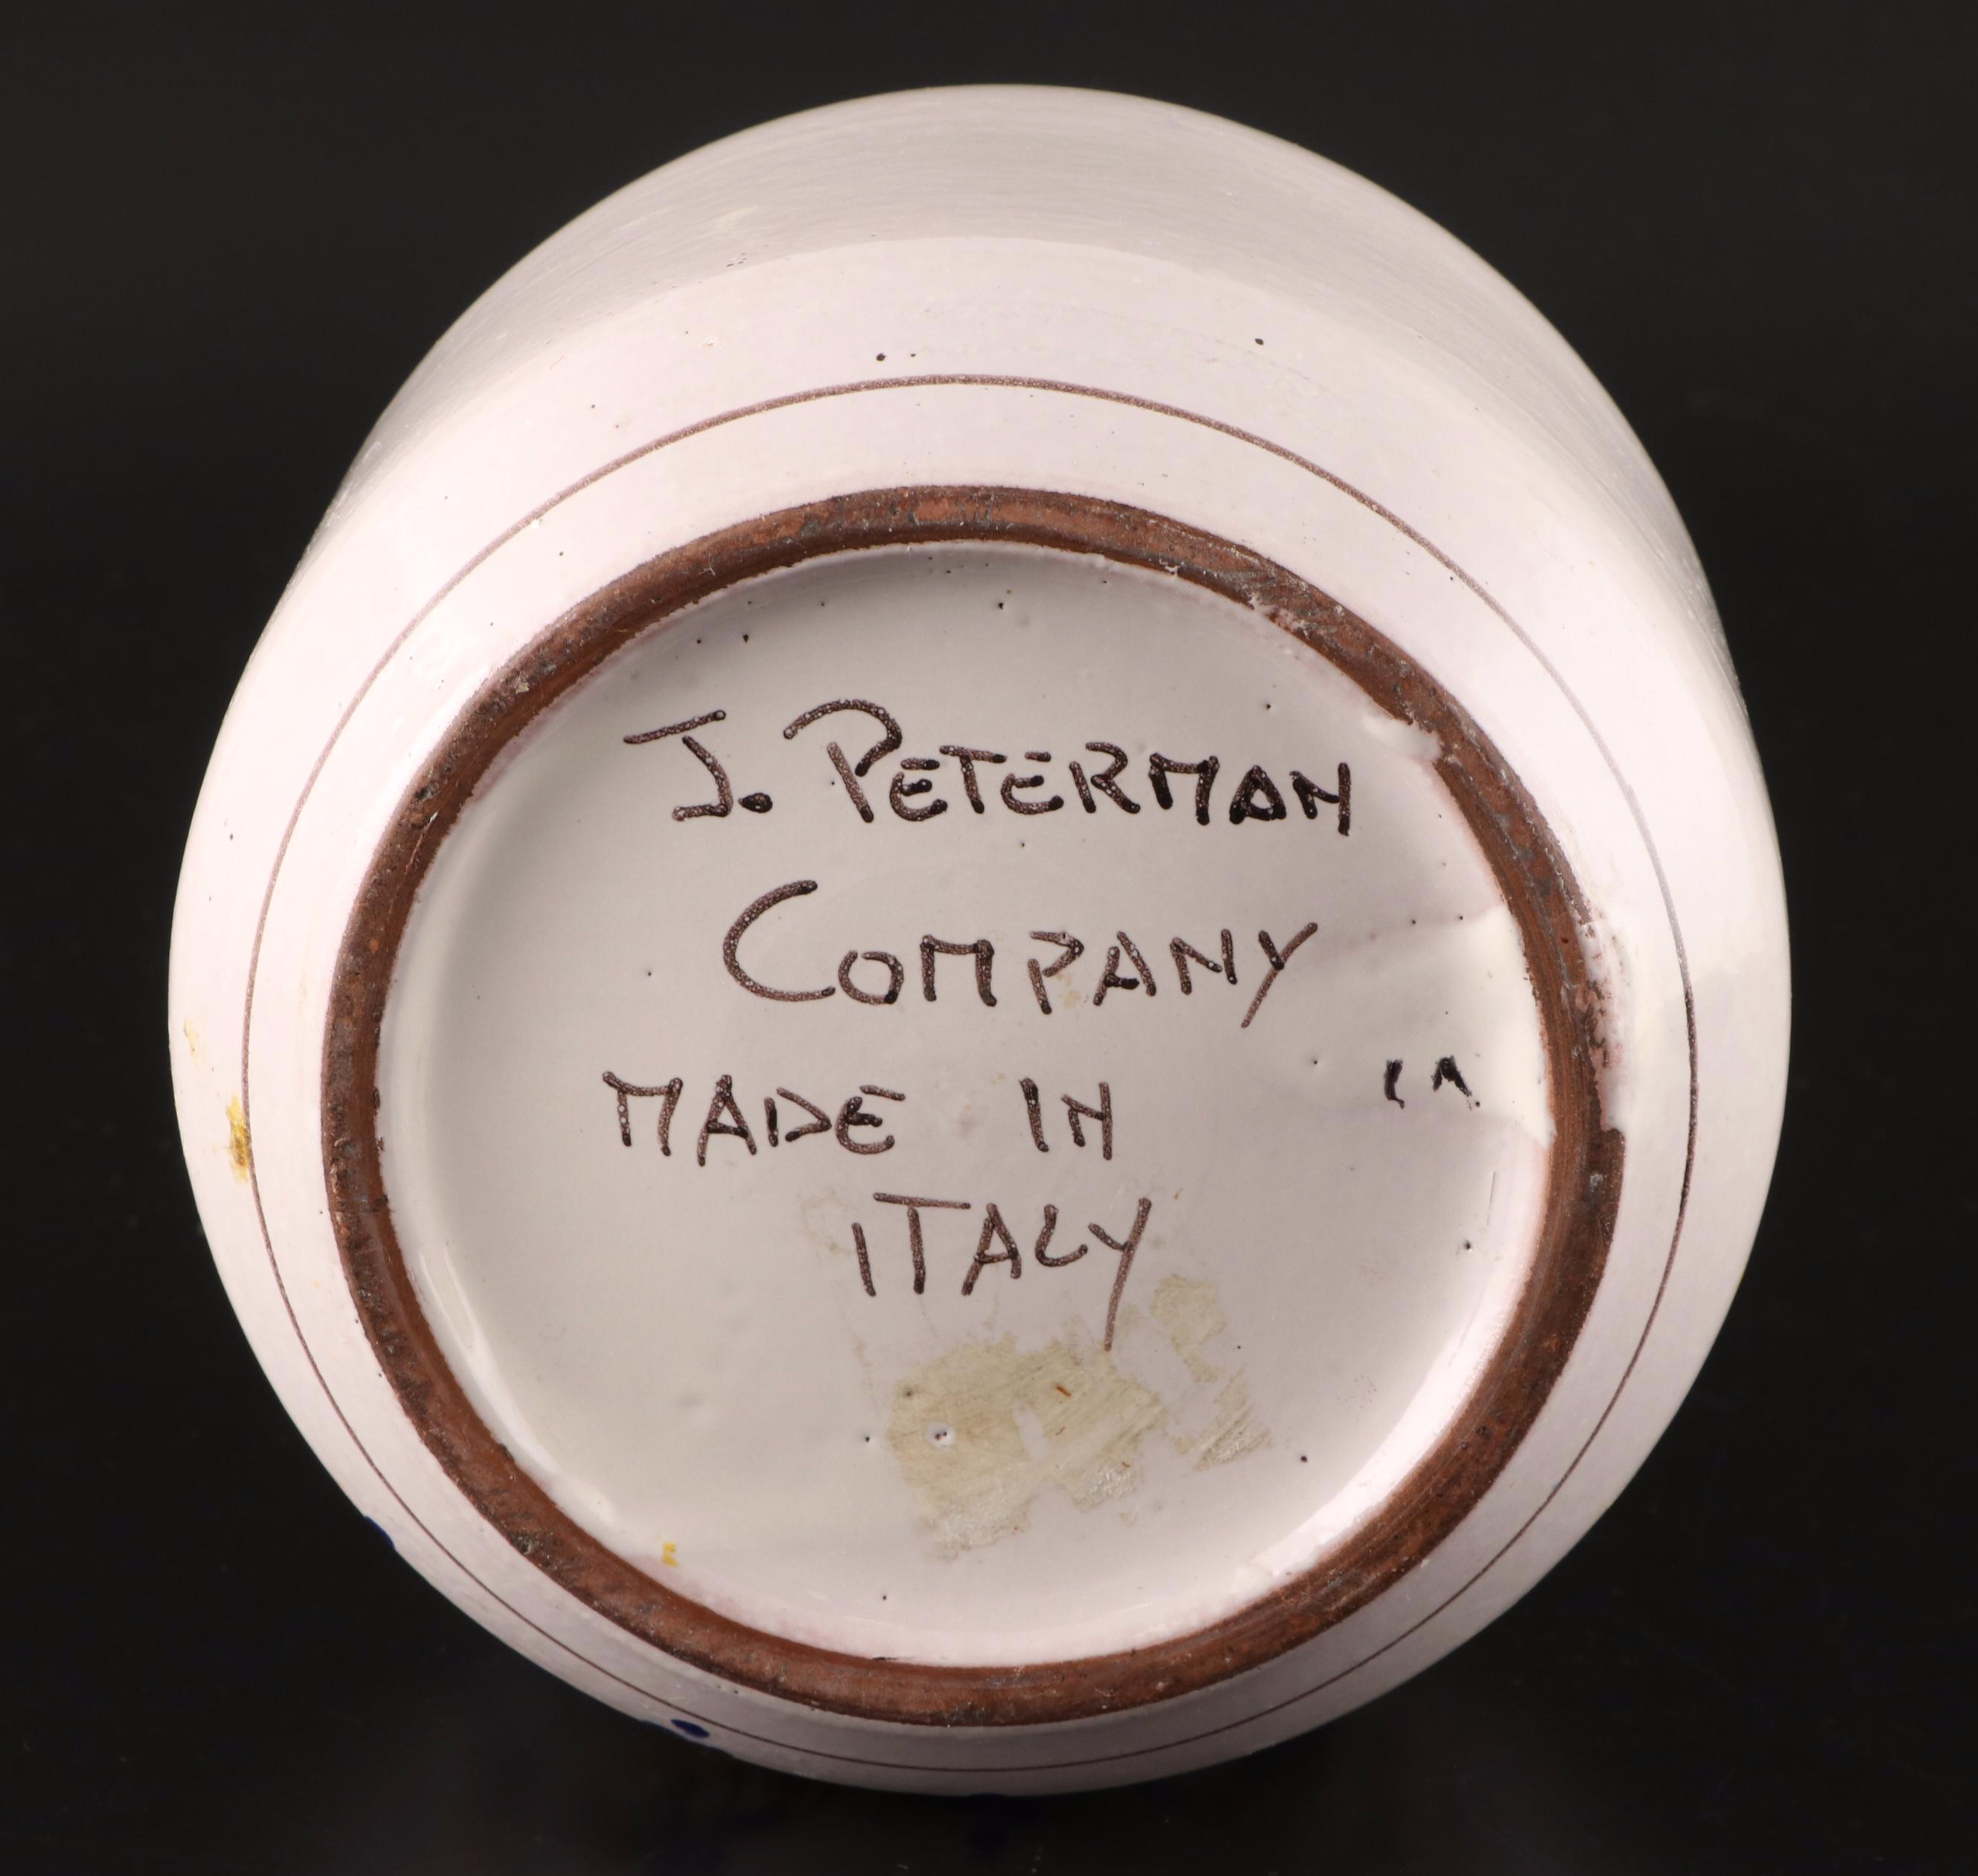 J. PETERMAN
COMPANY
MADE IN
ITALY